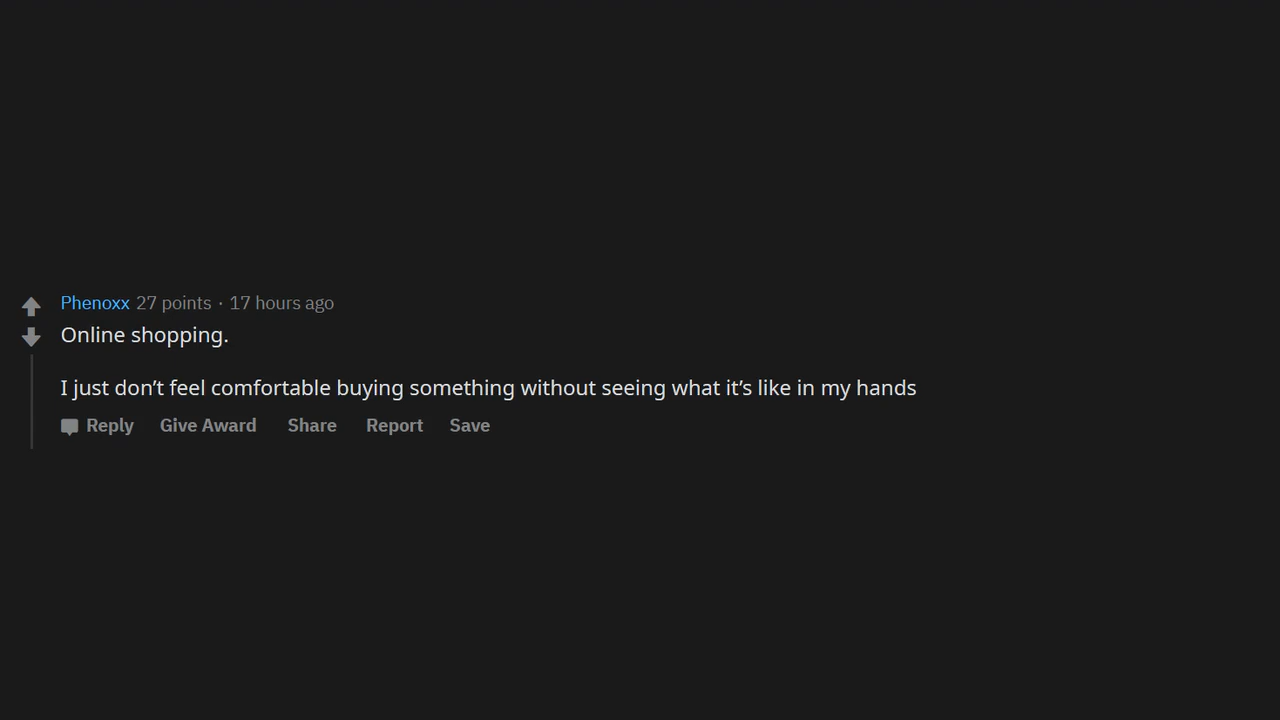 Phenoxx 27 points · 17 hours ago
Online shopping.
I just don’t feel comfortable buying something without seeing what it’s like in my hands
Reply Give Award Share Report Save